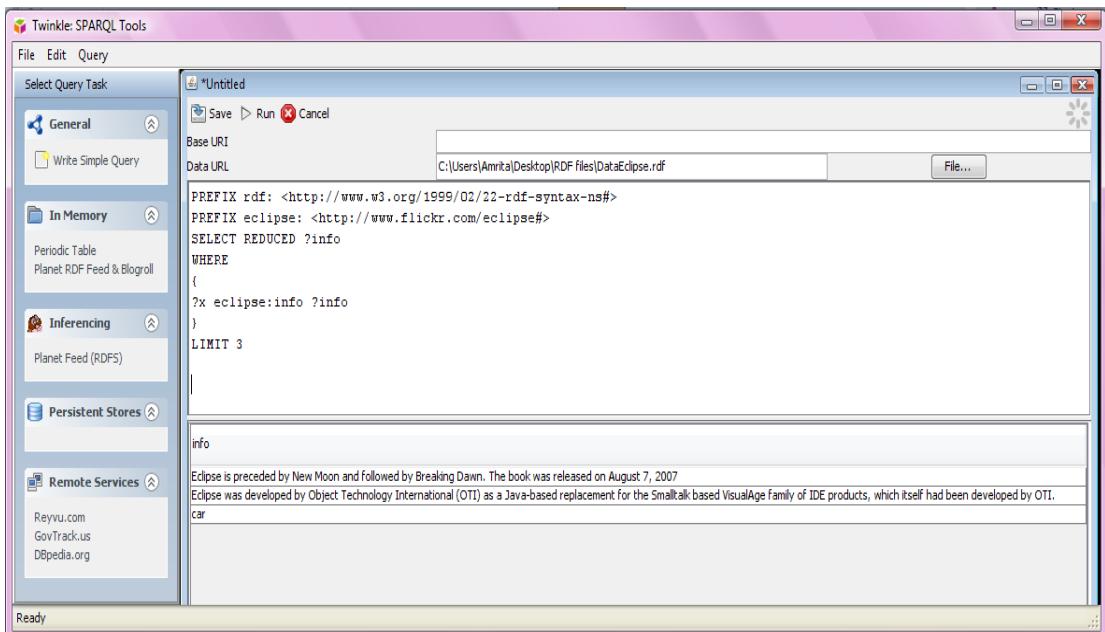 Twinkle: SPARQL Tools
File Edit Query
Select Query Task
General
Write Simple Query
In Memory
Periodic Table
Planet RDF Feed & Blogroll
Inferencing
Planet Feed (RDFS)
Persistent Stores
Remote Services
Reyvu.com
GovTrack.us
DBpedia.org
*Untitled
Save Run Cancel
Base URI
Data URL C:\Users\Amrita\Desktop\RDF files\DataEclipse.rdf File...
PREFIX rdf: <http://www.w3.org/1999/02/22-rdf-syntax-ns#>
PREFIX eclipse: <http://www.flickr.com/eclipse#>
SELECT REDUCED ?info
WHERE
{
?x eclipse:info ?info
}
LIMIT 3
info
Eclipse is preceded by New Moon and followed by Breaking Dawn. The book was released on August 7, 2007
Eclipse was developed by Object Technology International (OTI) as a Java-based replacement for the Smalltalk based VisualAge family of IDE products, which itself had been developed by OTI.
car
Ready